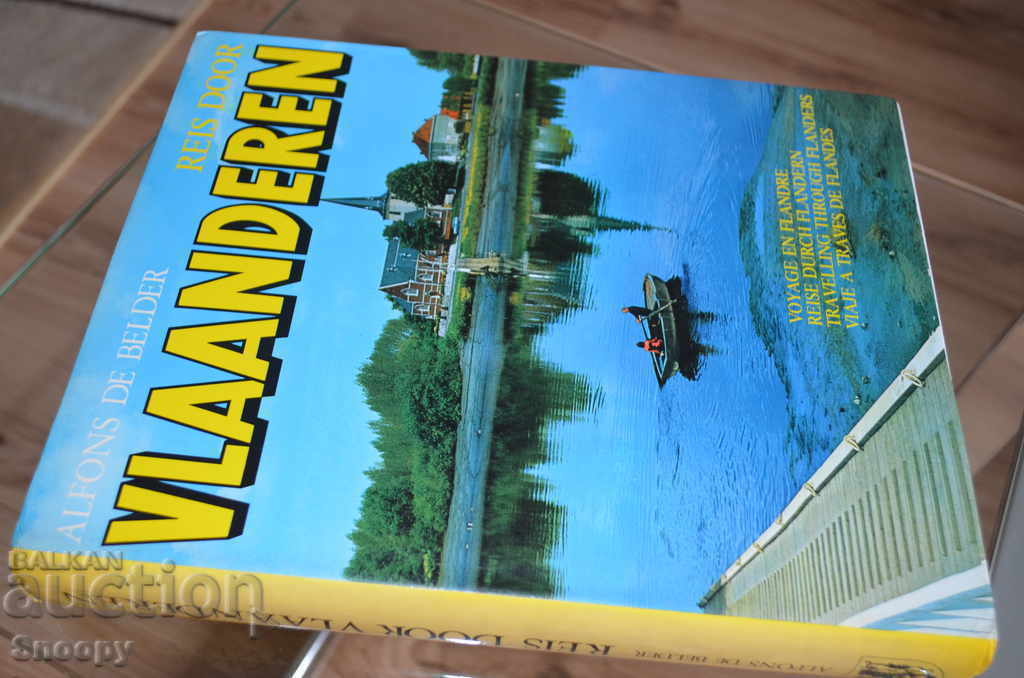 ALFONS DE BELDER
REIS DOOR
VLAANDEREN
VOYAGE EN FLANDRE
REISE DURCH FLANDERN
TRAVELLING THROUGH FLANDERS
VIAJE A TRAVES DE FLANDES
ALFONS DE BELDER REIS DOOR VLAANDEREN
BALKAN
auction
Snoopy